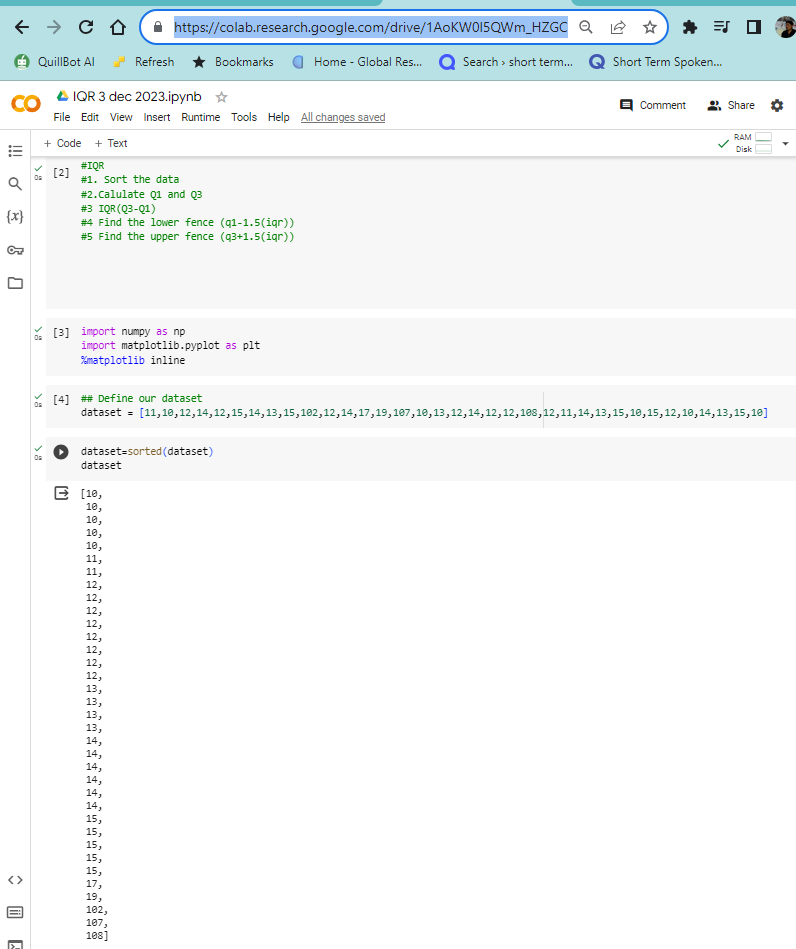 https://colab.research.google.com/drive/1AoKW0I5QWm_HZGC
QuillBot AI Refresh Bookmarks Home - Global Res... Search › short term... Short Term Spoken...
IQR 3 dec 2023.ipynb
File Edit View Insert Runtime Tools Help All changes saved
Comment Share
+ Code + Text
RAM
Disk
[2]
0s
#IQR
#1. Sort the data
#2.Calulate Q1 and Q3
#3 IQR(Q3-Q1)
#4 Find the lower fence (q1-1.5(iqr))
#5 Find the upper fence (q3+1.5(iqr))
{x}
[3] import numpy as np
0s
import matplotlib.pyplot as plt
%matplotlib inline
[4] ## Define our dataset
0s
dataset = [11,10,12,14,12,15,14,13,15,102,12,14,17,19,107,10,13,12,14,12,12,108,12,11,14,13,15,10,15,12,10,14,13,15,10]
dataset=sorted(dataset)
0s
dataset
[10,
10,
10,
10,
10,
11,
11,
12,
12,
12,
12,
12,
12,
12,
12,
13,
13,
13,
13,
14,
14,
14,
14,
14,
14,
15,
15,
15,
15,
15,
17,
19,
102,
107,
108]